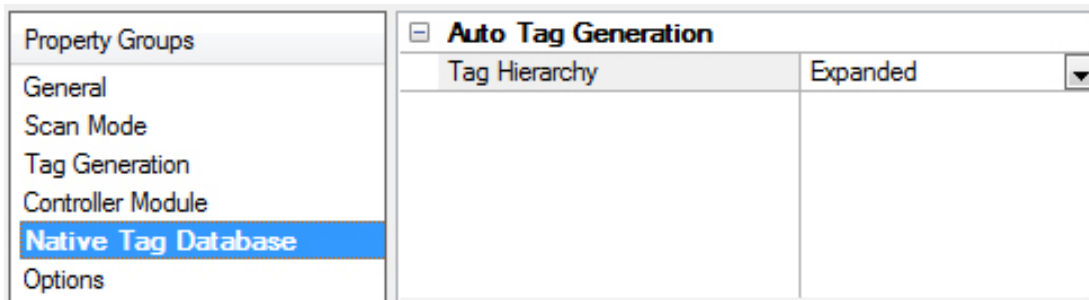 Property Groups
General
Scan Mode
Tag Generation
Controller Module
Native Tag Database
Options
Auto Tag Generation
Tag Hierarchy Expanded